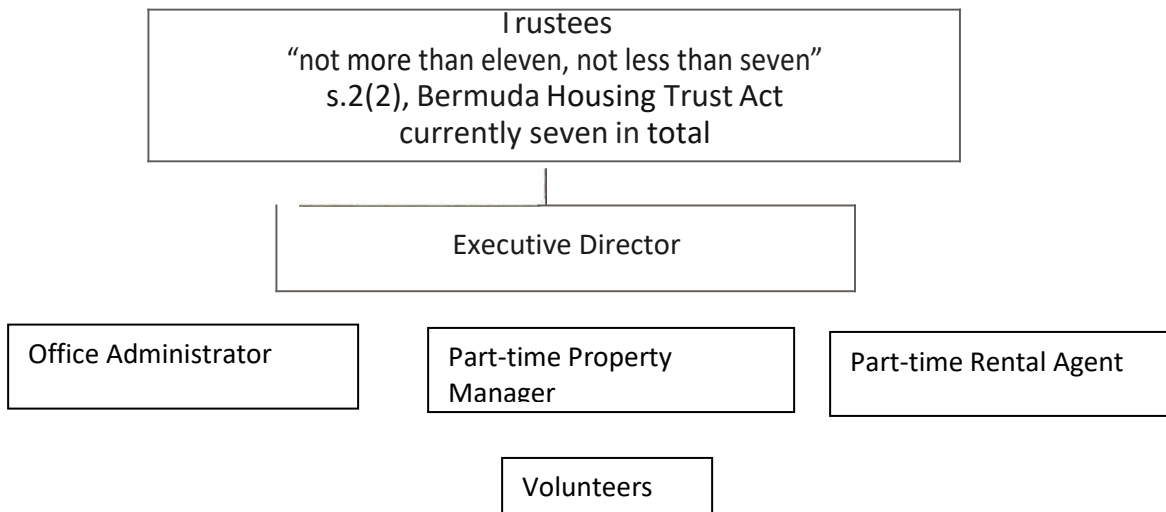 Trustees
“not more than eleven, not less than seven”
s.2(2), Bermuda Housing Trust Act
currently seven in total
Executive Director
Office Administrator
Part-time Property
Manager
Part-time Rental Agent
Volunteers